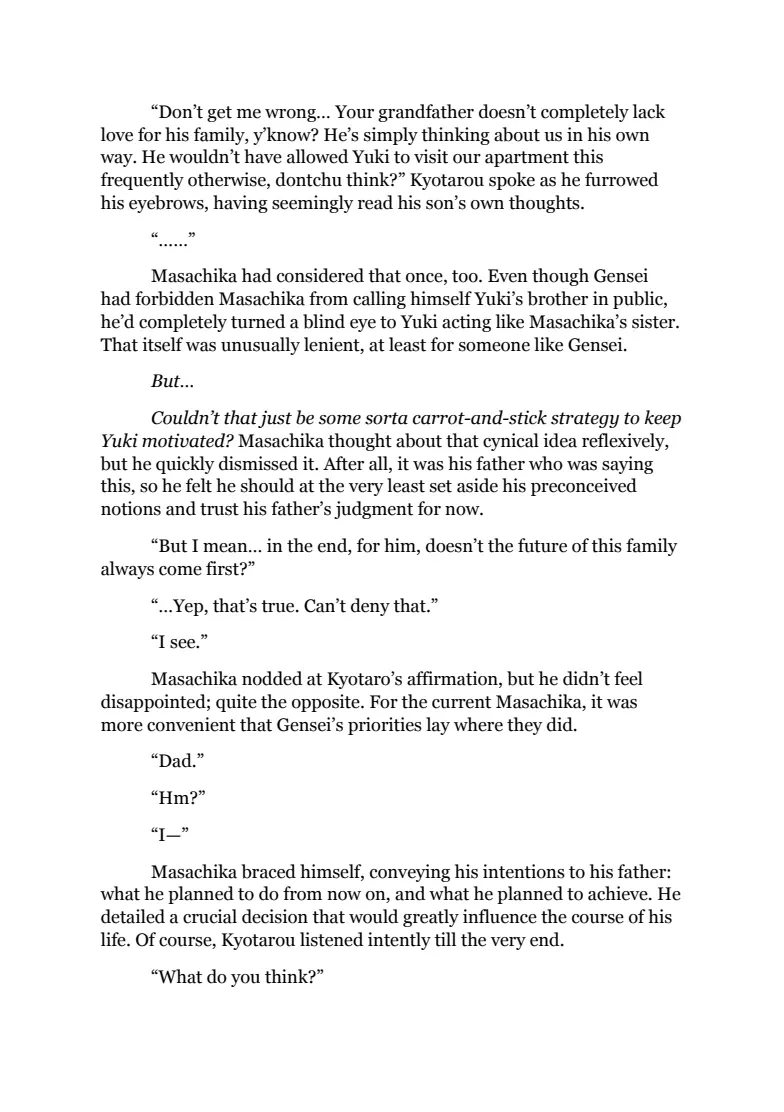 “Don’t get me wrong… Your grandfather doesn’t completely lack
love for his family, y’know? He’s simply thinking about us in his own
way. He wouldn’t have allowed Yuki to visit our apartment this
frequently otherwise, dontchu think?” Kyotarou spoke as he furrowed
his eyebrows, having seemingly read his son’s own thoughts.
“……”
Masachika had considered that once, too. Even though Gensei
had forbidden Masachika from calling himself Yuki’s brother in public,
he’d completely turned a blind eye to Yuki acting like Masachika’s sister.
That itself was unusually lenient, at least for someone like Gensei.
But…
Couldn’t that just be some sorta carrot-and-stick strategy to keep
Yuki motivated? Masachika thought about that cynical idea reflexively,
but he quickly dismissed it. After all, it was his father who was saying
this, so he felt he should at the very least set aside his preconceived
notions and trust his father’s judgment for now.
“But I mean… in the end, for him, doesn’t the future of this family
always come first?”
“…Yep, that’s true. Can’t deny that.”
“I see.”
Masachika nodded at Kyotaro’s affirmation, but he didn’t feel
disappointed; quite the opposite. For the current Masachika, it was
more convenient that Gensei’s priorities lay where they did.
“Dad.”
“Hm?”
“I—”
Masachika braced himself, conveying his intentions to his father:
what he planned to do from now on, and what he planned to achieve. He
detailed a crucial decision that would greatly influence the course of his
life. Of course, Kyotarou listened intently till the very end.
“What do you think?”